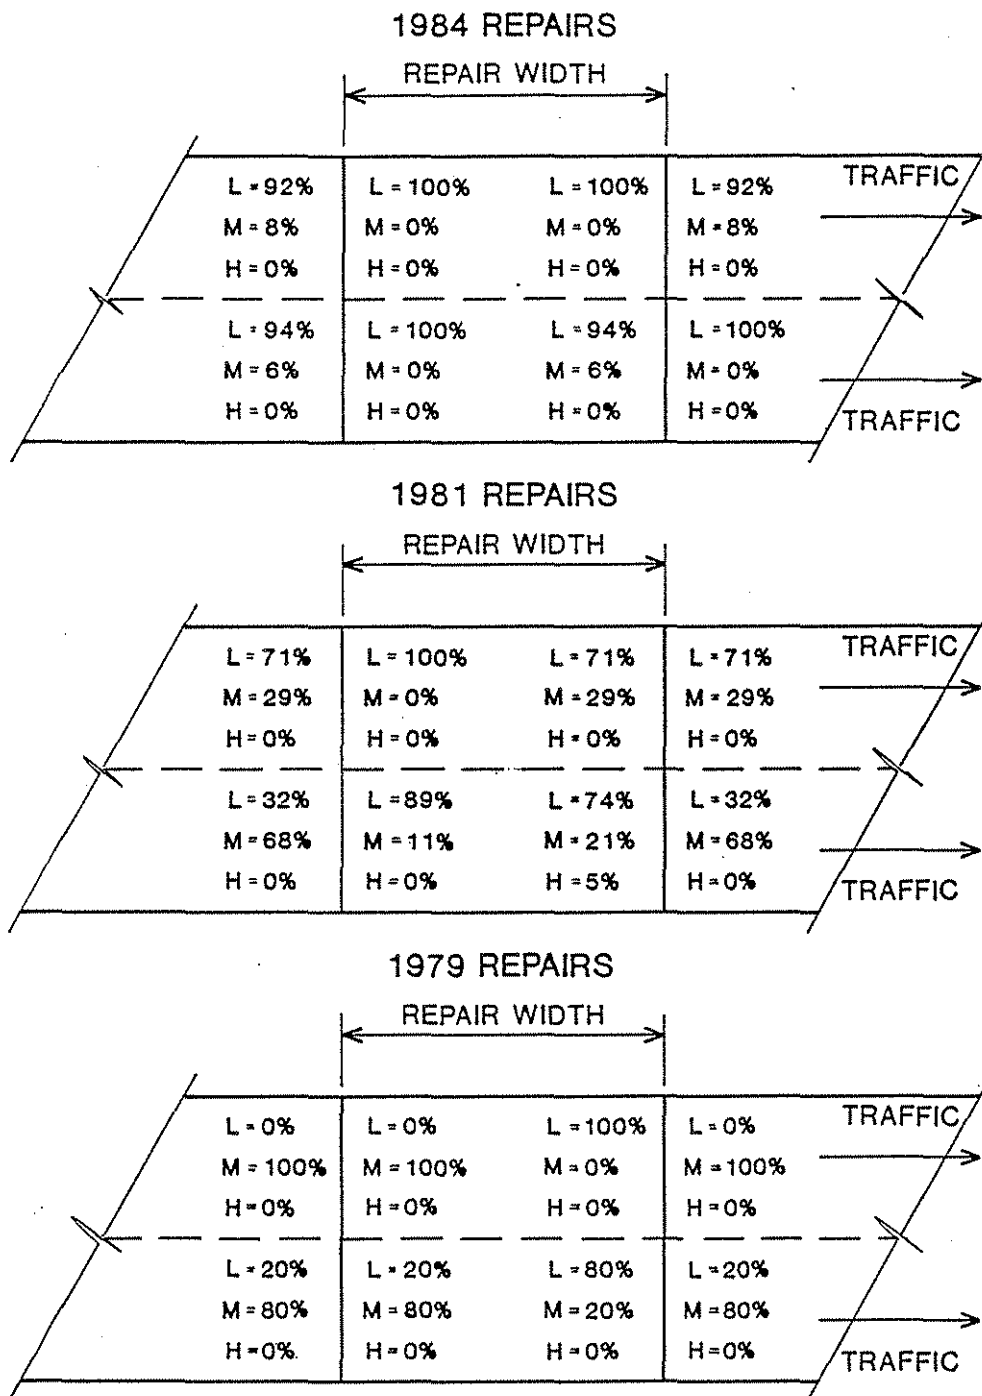 1984 REPAIRS
REPAIR WIDTH
TRAFFIC
L = 92% L = 100% L = 100% L = 92%
M = 8% M = 0% M = 0% M = 8%
H = 0% H = 0% H = 0% H = 0%
L = 94% L = 100% L = 94% L = 100%
M = 6% M = 0% M = 6% M = 0%
H = 0% H = 0% H = 0% H = 0%
TRAFFIC
1981 REPAIRS
REPAIR WIDTH
TRAFFIC
L = 71% L = 100% L = 71% L = 71%
M = 29% M = 0% M = 29% M = 29%
H = 0% H = 0% H = 0% H = 0%
L = 32% L = 89% L = 74% L = 32%
M = 68% M = 11% M = 21% M = 68%
H = 0% H = 0% H = 5% H = 0%
TRAFFIC
1979 REPAIRS
REPAIR WIDTH
TRAFFIC
L = 0% L = 0% L = 100% L = 0%
M = 100% M = 100% M = 0% M = 100%
H = 0% H = 0% H = 0% H = 0%
L = 20% L = 20% L = 80% L = 20%
M = 80% M = 80% M = 20% M = 80%
H = 0% H = 0% H = 0% H = 0%
TRAFFIC